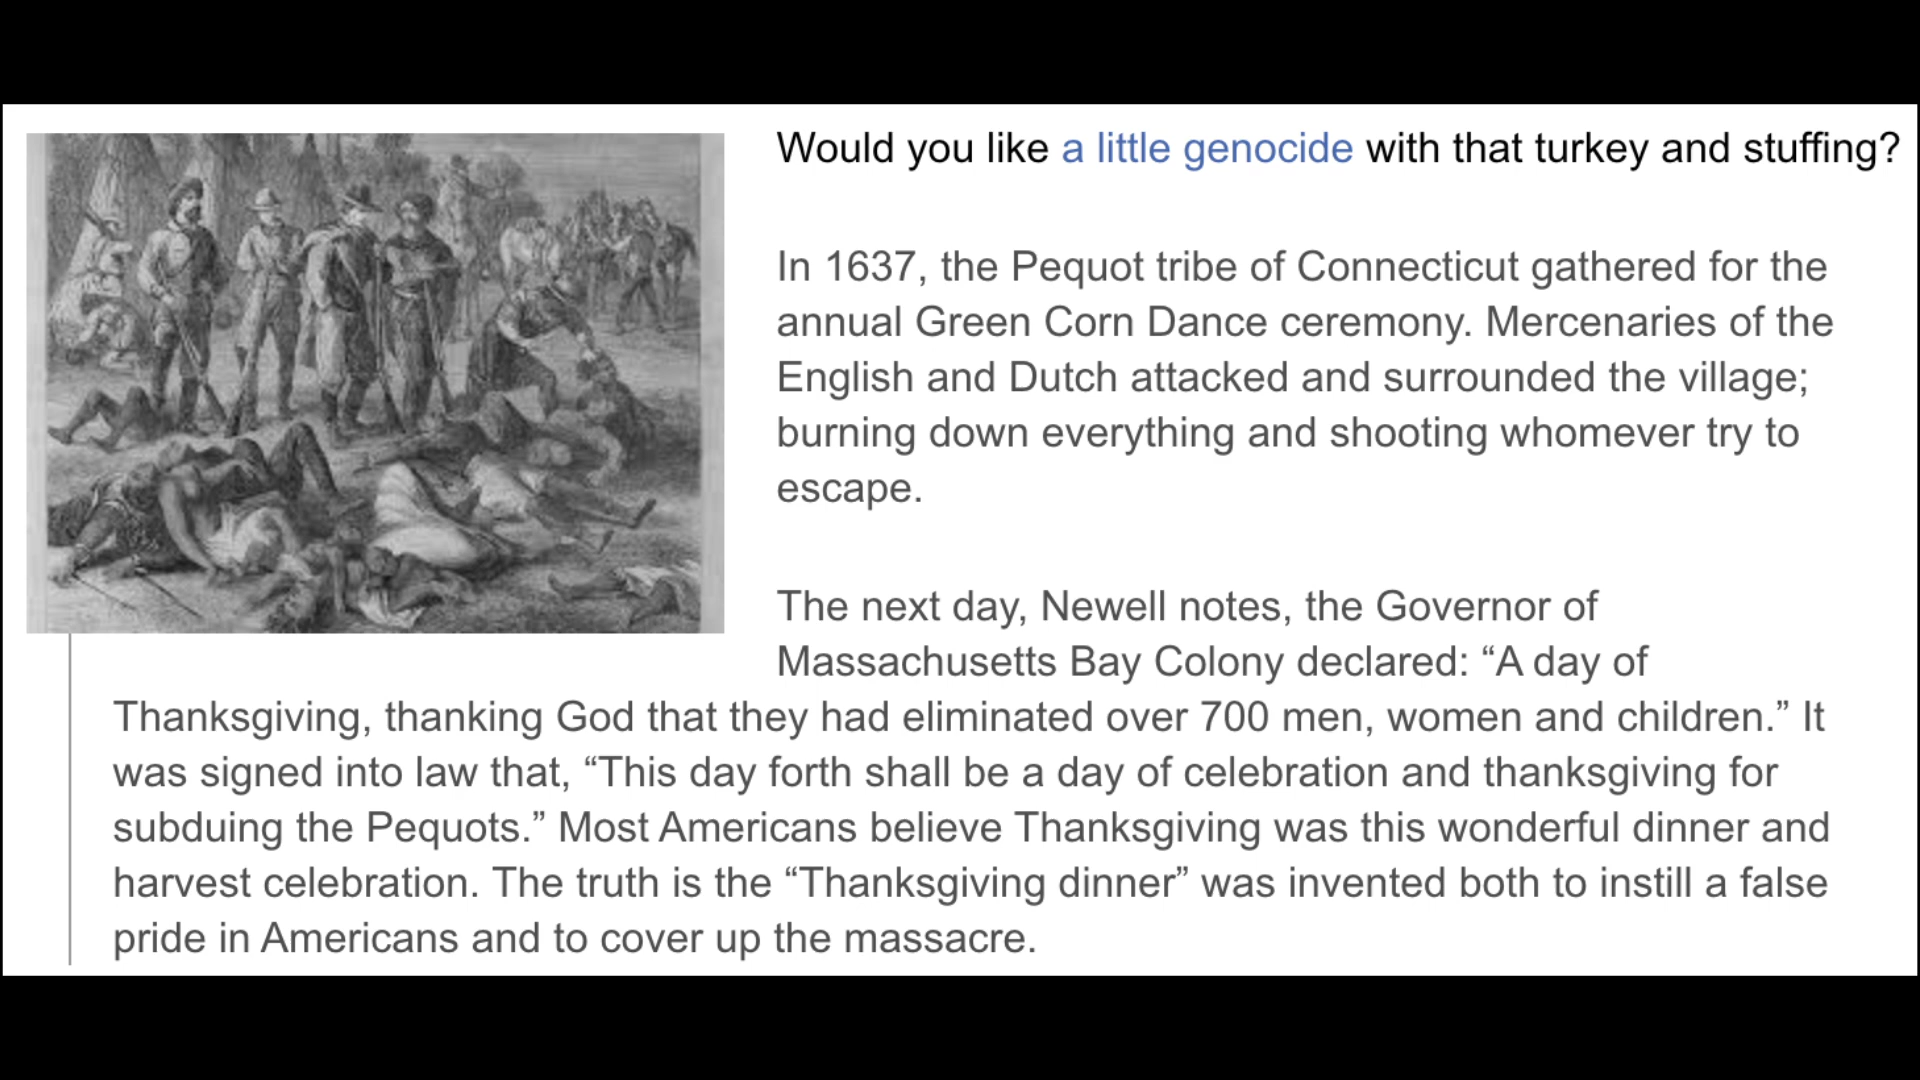 Would you like a little genocide with that turkey and stuffing?
In 1637, the Pequot tribe of Connecticut gathered for the
annual Green Corn Dance ceremony. Mercenaries of the
English and Dutch attacked and surrounded the village;
burning down everything and shooting whomever try to
escape.
The next day, Newell notes, the Governor of
Massachusetts Bay Colony declared: “A day of
Thanksgiving, thanking God that they had eliminated over 700 men, women and children.” It
was signed into law that, “This day forth shall be a day of celebration and thanksgiving for
subduing the Pequots.” Most Americans believe Thanksgiving was this wonderful dinner and
harvest celebration. The truth is the “Thanksgiving dinner” was invented both to instill a false
pride in Americans and to cover up the massacre.